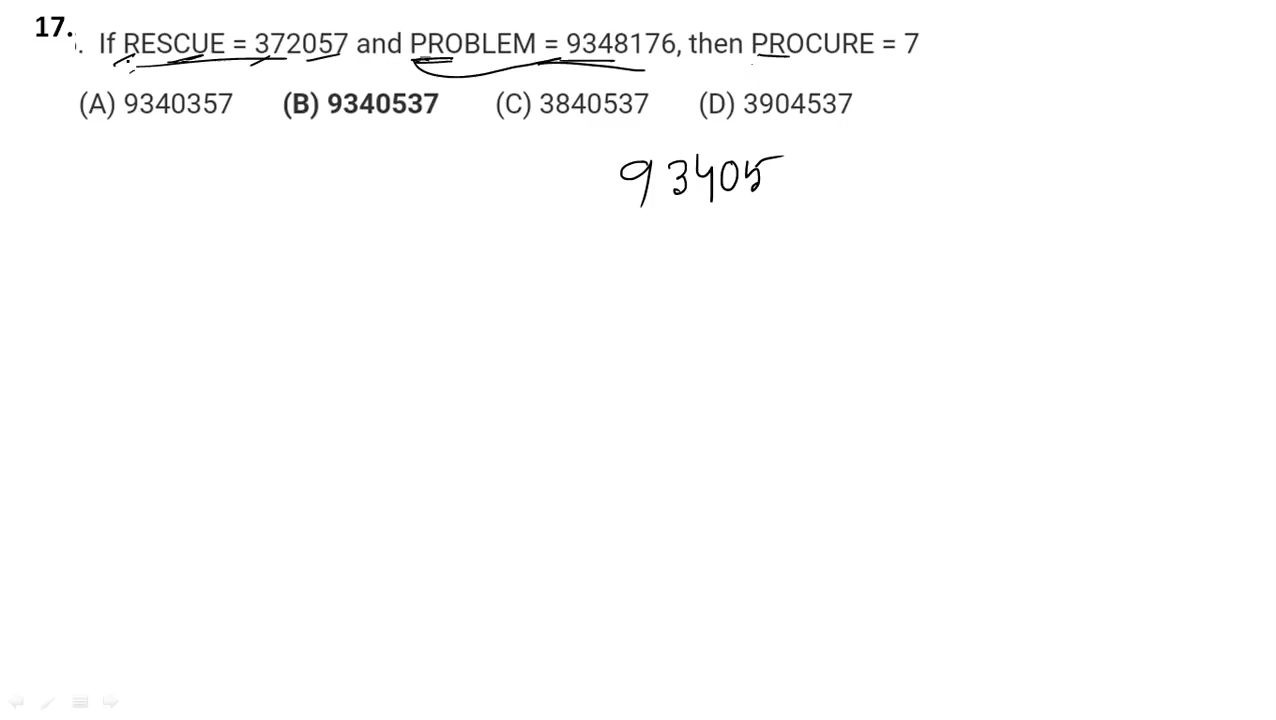 17.
. If RESCUE = 372057 and PROBLEM = 9348176, then PROCURE = 7
(A) 9340357 (B) 9340537 (C) 3840537 (D) 3904537
93405